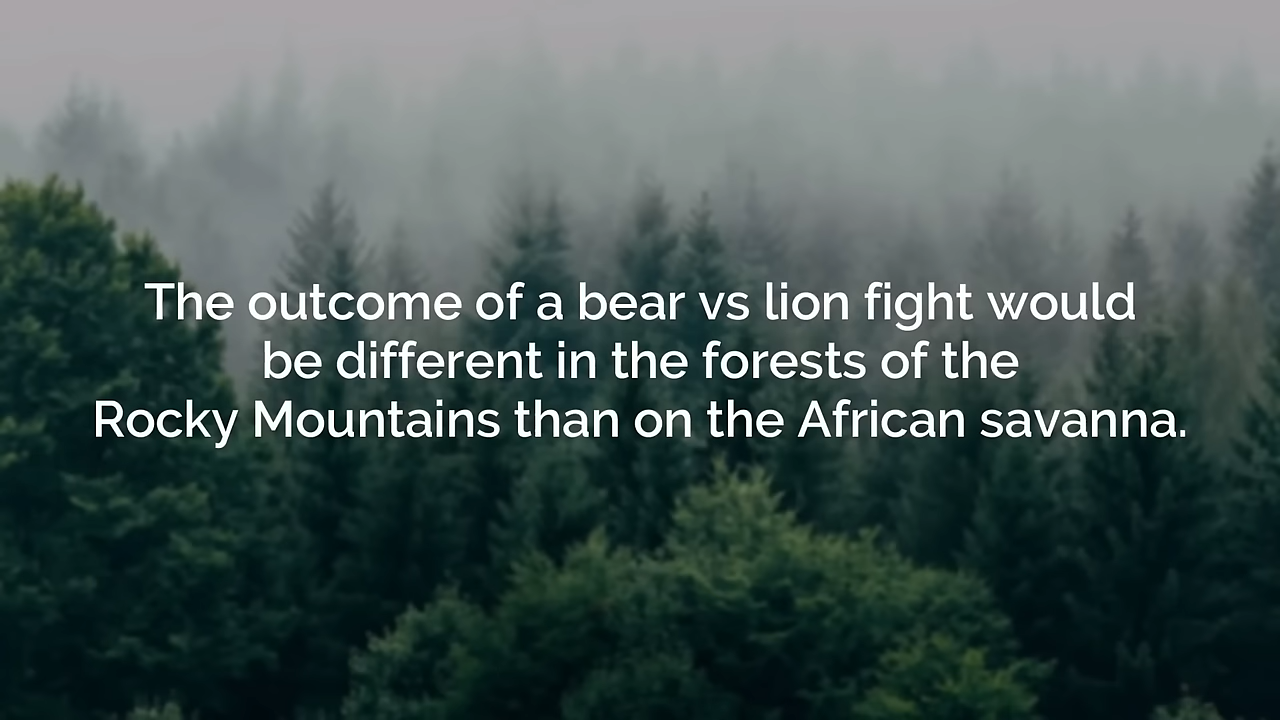 The outcome of a bear vs lion fight would
be different in the forests of the
Rocky Mountains than on the African savanna.